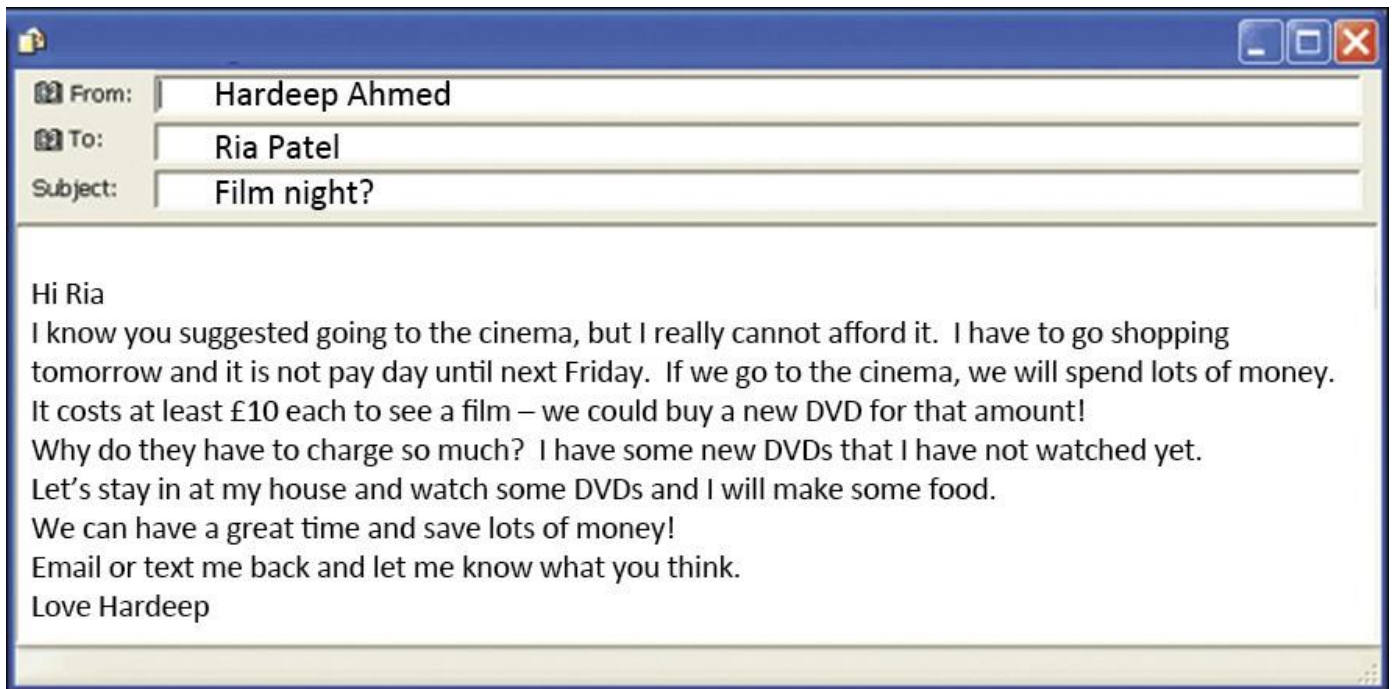 From: Hardeep Ahmed
To: Ria Patel
Subject: Film night?
Hi Ria
I know you suggested going to the cinema, but I really cannot afford it.  I have to go shopping
tomorrow and it is not pay day until next Friday.  If we go to the cinema, we will spend lots of money.
It costs at least £10 each to see a film – we could buy a new DVD for that amount!
Why do they have to charge so much?  I have some new DVDs that I have not watched yet.
Let’s stay in at my house and watch some DVDs and I will make some food.
We can have a great time and save lots of money!
Email or text me back and let me know what you think.
Love Hardeep